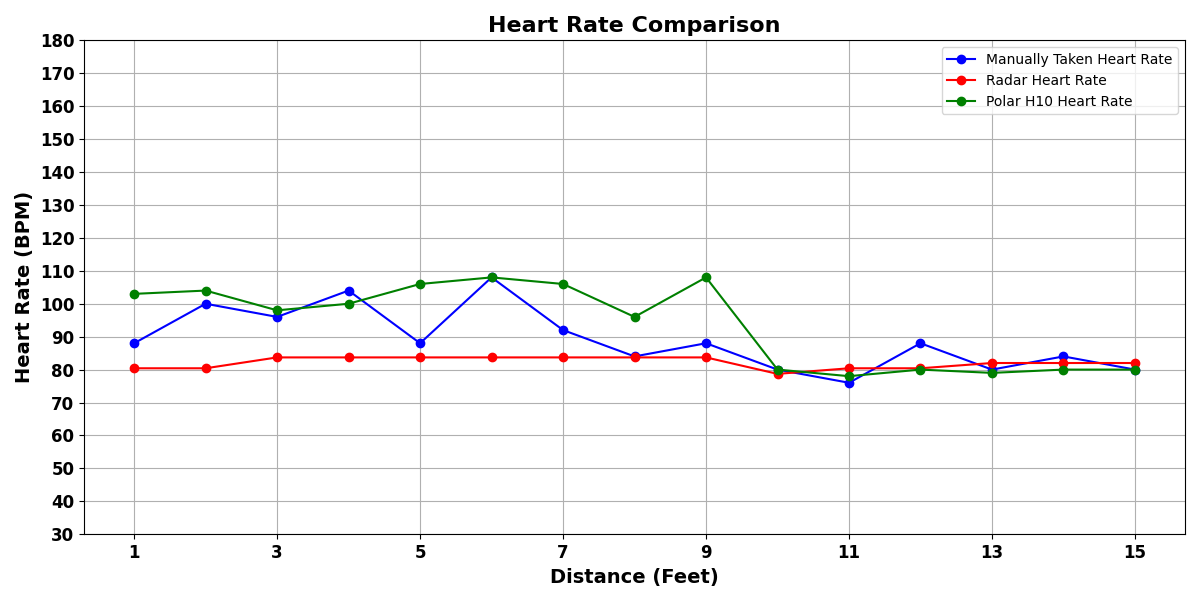 Heart Rate Comparison
180
170
160
150
140
130
120
110
100
90
80
70
60
50
40
30
Heart Rate (BPM)
Manually Taken Heart Rate
Radar Heart Rate
Polar H10 Heart Rate
1 3 5 7 9 11 13 15
Distance (Feet)